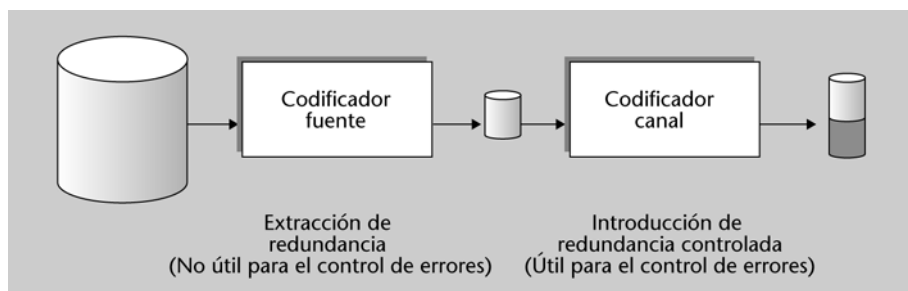 Codificador
fuente
Codificador
canal
Extracción de
redundancia
(No útil para el control de errores)
Introducción de
redundancia controlada
(Útil para el control de errores)